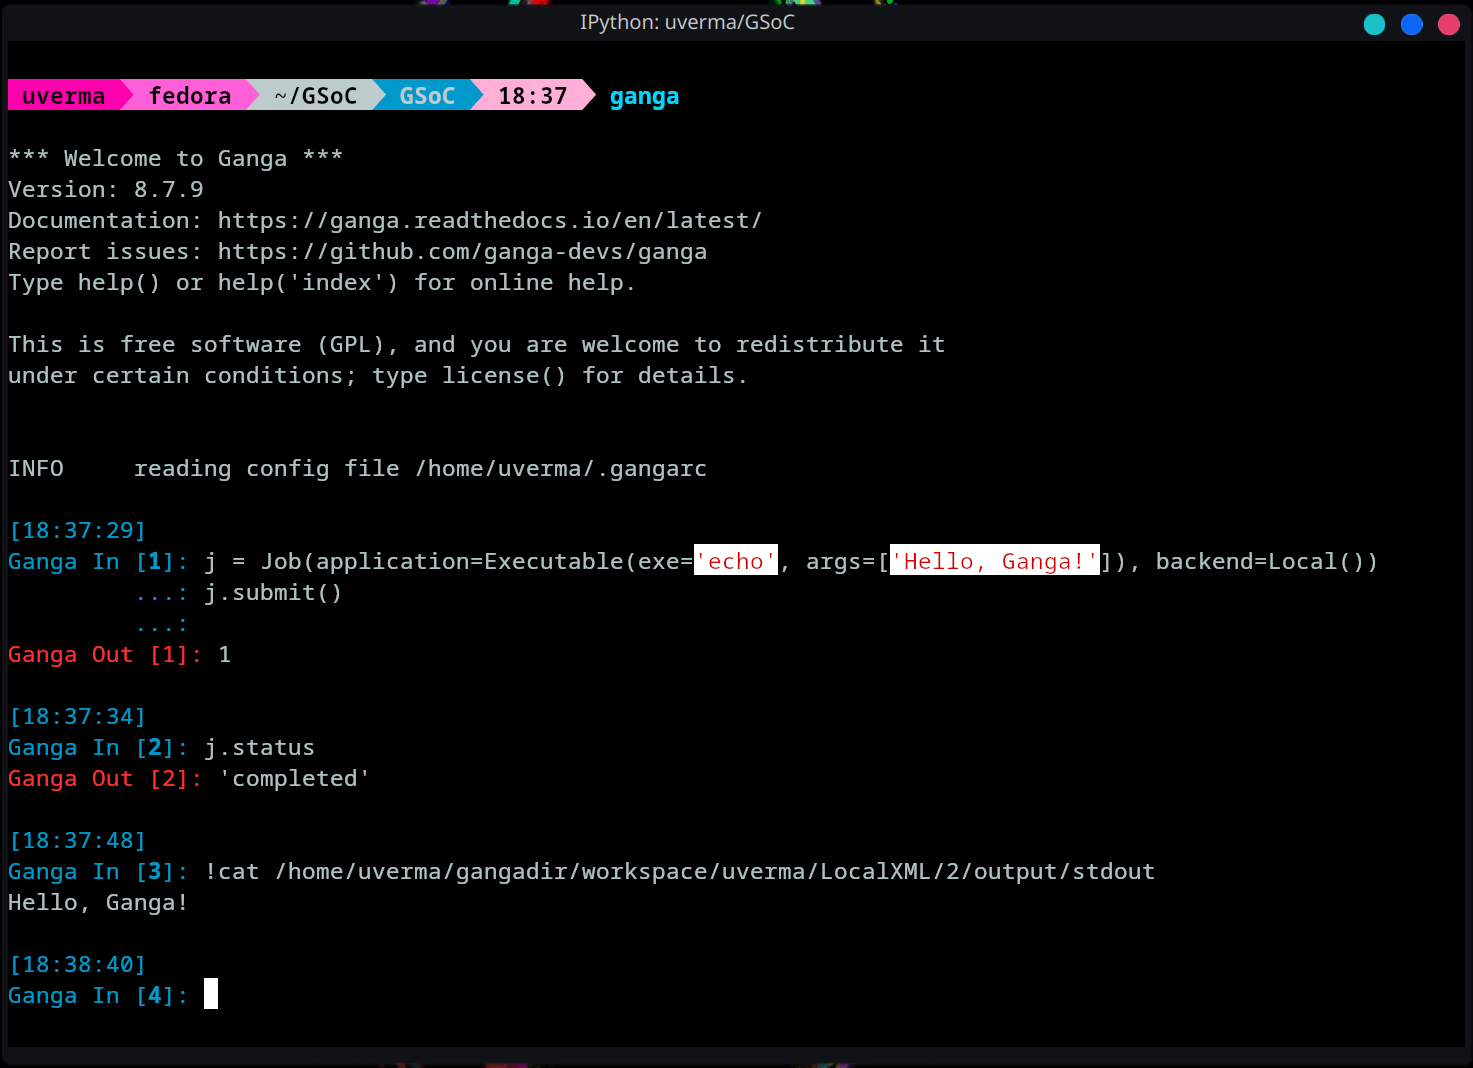 IPython: uverma/GSoC
uverma fedora ~/GSoC GSoC 18:37 ganga
*** Welcome to Ganga ***
Version: 8.7.9
Documentation: https://ganga.readthedocs.io/en/latest/
Report issues: https://github.com/ganga-devs/ganga
Type help() or help('index') for online help.
This is free software (GPL), and you are welcome to redistribute it
under certain conditions; type license() for details.
INFO     reading config file /home/uverma/.gangarc
[18:37:29]
Ganga In [1]: j = Job(application=Executable(exe='echo', args=['Hello, Ganga!']), backend=Local())
         ...: j.submit()
         ...:
Ganga Out [1]: 1
[18:37:34]
Ganga In [2]: j.status
Ganga Out [2]: 'completed'
[18:37:48]
Ganga In [3]: !cat /home/uverma/gangadir/workspace/uverma/LocalXML/2/output/stdout
Hello, Ganga!
[18:38:40]
Ganga In [4]: